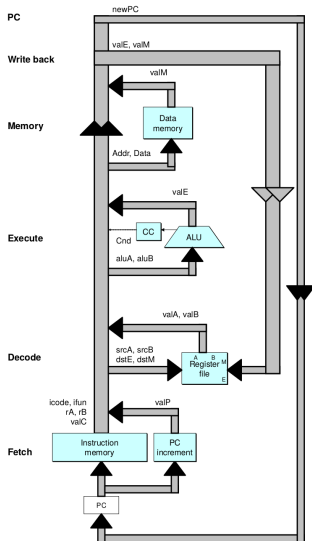 newPC
PC
valE, valM
Write back
valM
Data
memory
Memory
Addr, Data
valE
CC
ALU
Execute
Cnd
aluA, aluB
valA, valB
srcA, srcB
dstE, dstM
A B
M
Register
file
E
Decode
icode, ifun
rA, rB
valC
valP
Instruction
memory
PC
increment
Fetch
PC